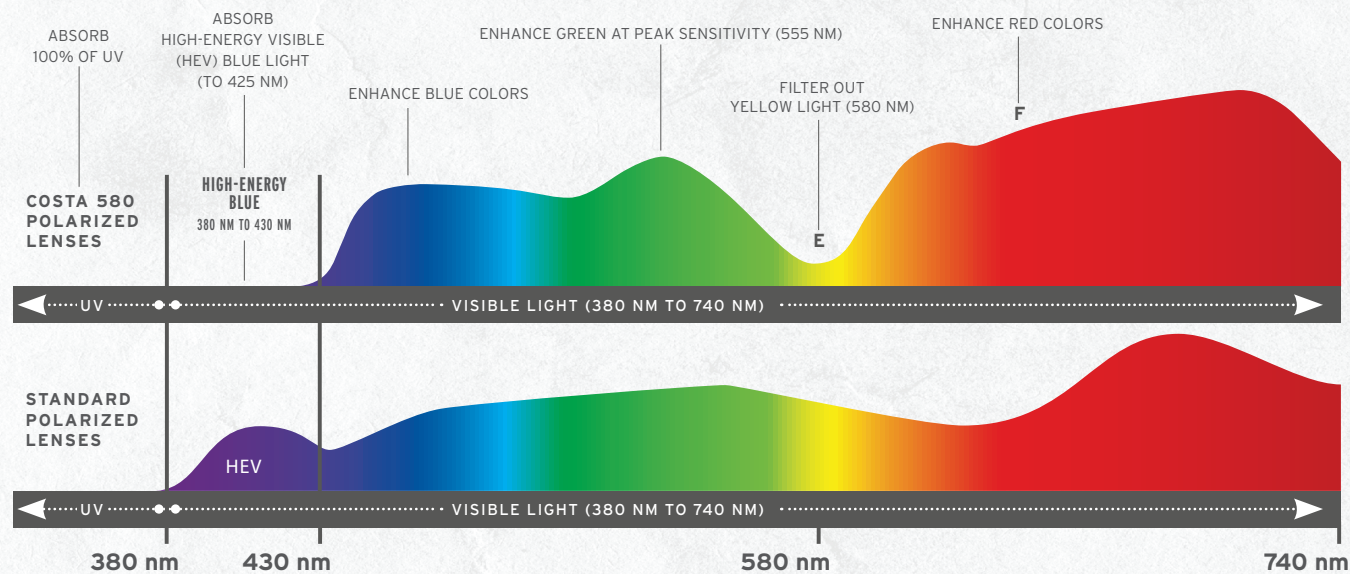 ABSORB
100% OF UV
ABSORB
HIGH-ENERGY VISIBLE
(HEV) BLUE LIGHT
(TO 425 NM)
ENHANCE BLUE COLORS
ENHANCE GREEN AT PEAK SENSITIVITY (555 NM)
FILTER OUT
YELLOW LIGHT (580 NM)
ENHANCE RED COLORS
F
E
HIGH-ENERGY
BLUE
380 NM TO 430 NM
COSTA 580
POLARIZED
LENSES
UV
VISIBLE LIGHT (380 NM TO 740 NM)
STANDARD
POLARIZED
LENSES
HEV
UV
VISIBLE LIGHT (380 NM TO 740 NM)
380 nm
430 nm
580 nm
740 nm